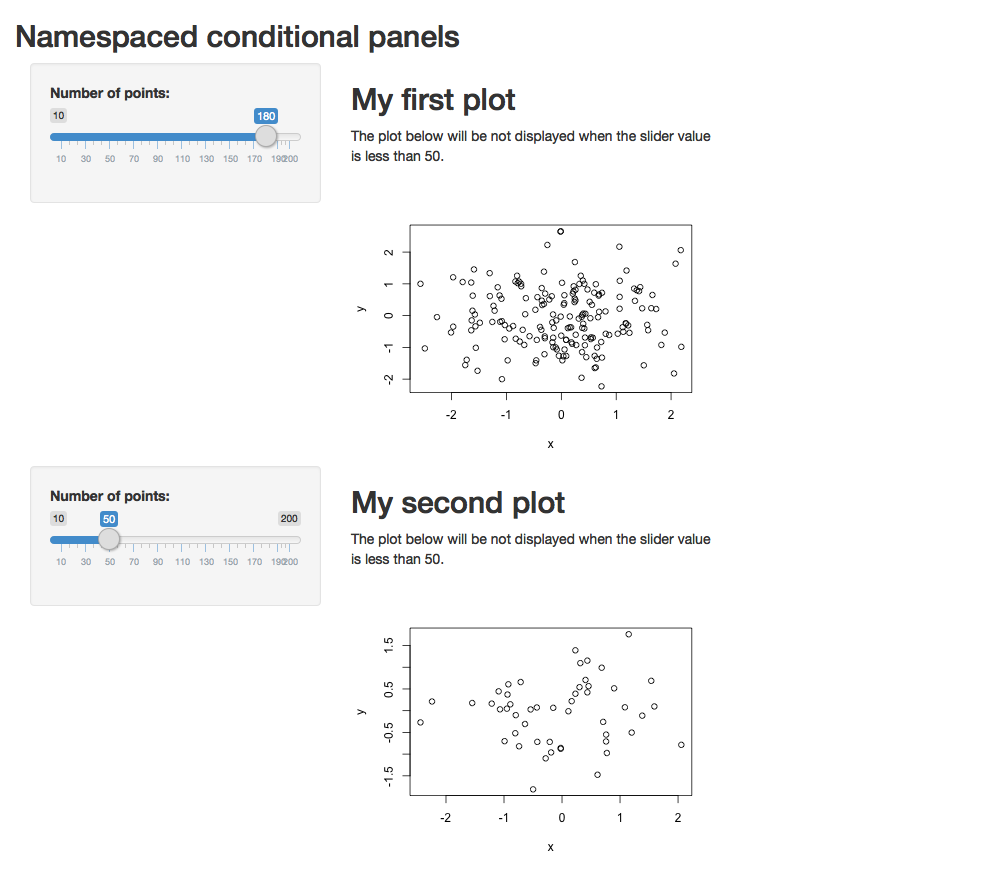 Namespaced conditional panels
Number of points:
10 180
10 30 50 70 90 110 130 150 170 190 200
My first plot
The plot below will be not displayed when the slider value
is less than 50.
2
1
0
-1
-2
y
-2 -1 0 1 2
x
Number of points:
10 50 200
10 30 50 70 90 110 130 150 170 190 200
My second plot
The plot below will be not displayed when the slider value
is less than 50.
1.5
0.5
-0.5
-1.5
y
-2 -1 0 1 2
x